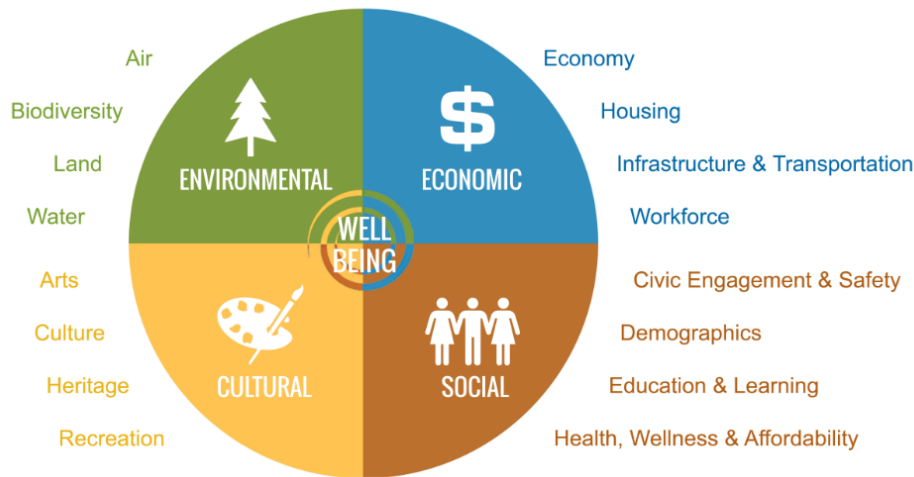 Air
Biodiversity
Land
Water
ENVIRONMENTAL
$
ECONOMIC
Economy
Housing
Infrastructure & Transportation
Workforce
WELL
BEING
Arts
Culture
Heritage
Recreation
CULTURAL
SOCIAL
Civic Engagement & Safety
Demographics
Education & Learning
Health, Wellness & Affordability